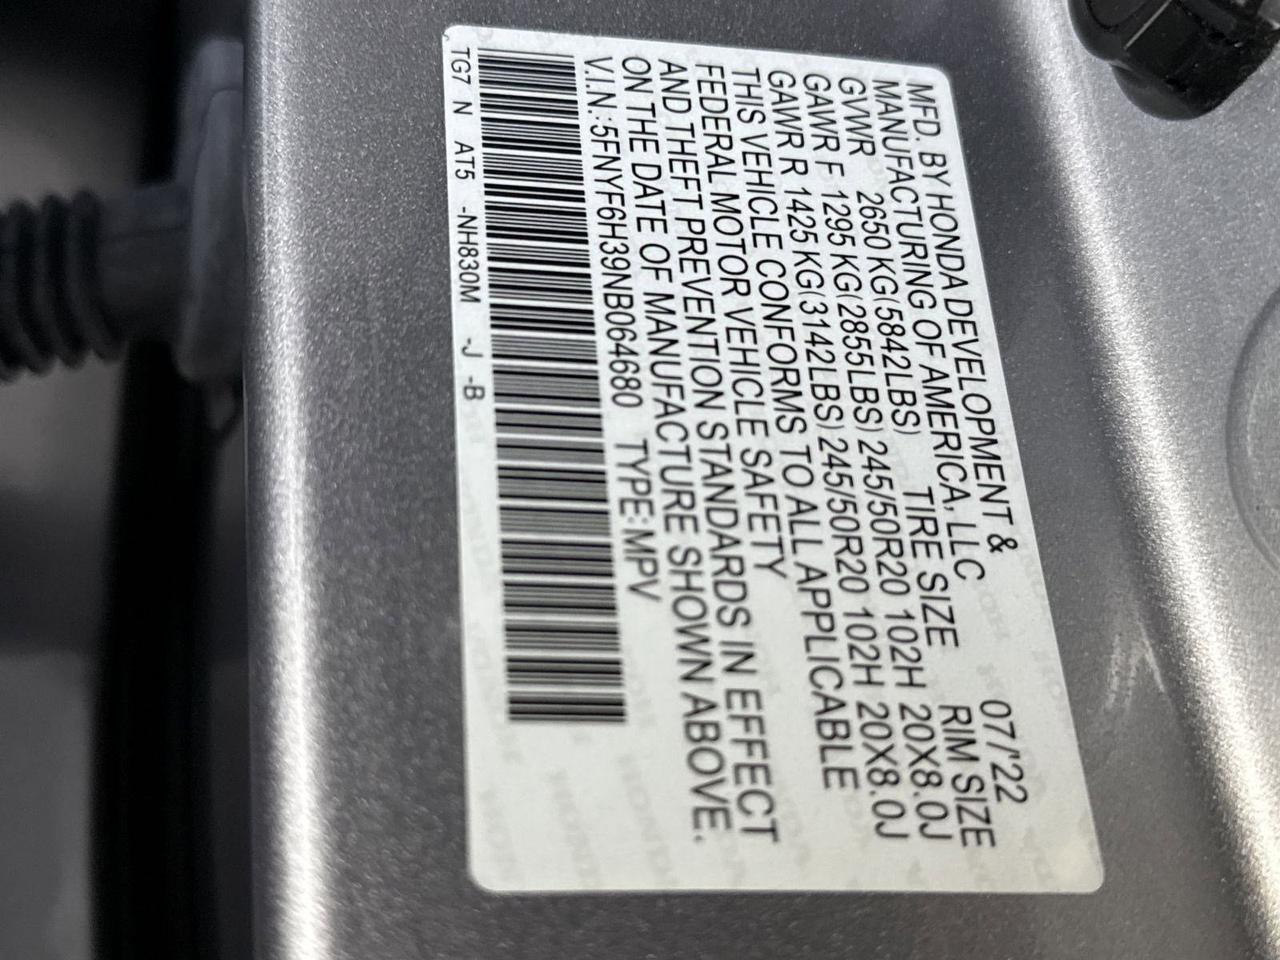 MFD. BY HONDA DEVELOPMENT &
MANUFACTURING OF AMERICA, LLC 07/'22
GVWR 2650 KG(5842LBS) TIRE SIZE RIM SIZE
GAWR F 1295 KG(2855LBS) 245/50R20 102H 20X8.0J
GAWR R 1425 KG(3142LBS) 245/50R20 102H 20X8.0J
THIS VEHICLE CONFORMS TO ALL APPLICABLE
FEDERAL MOTOR VEHICLE SAFETY
AND THEFT PREVENTION STANDARDS IN EFFECT
ON THE DATE OF MANUFACTURE SHOWN ABOVE.
V.I.N.:5FNYF6H39NB064680 TYPE:MPV
TG7 N AT5 -NH830M -J -B